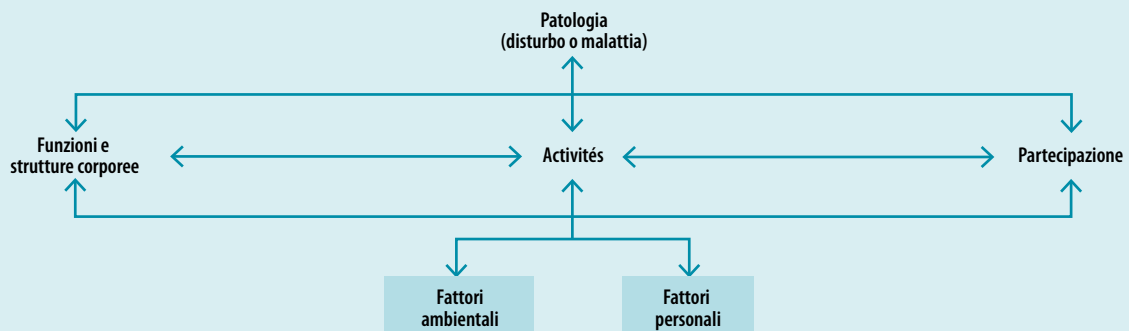 Patologia
(disturbo o malattia)
Funzioni e
strutture corporee
Activités
Partecipazione
Fattori
ambientali
Fattori
personali